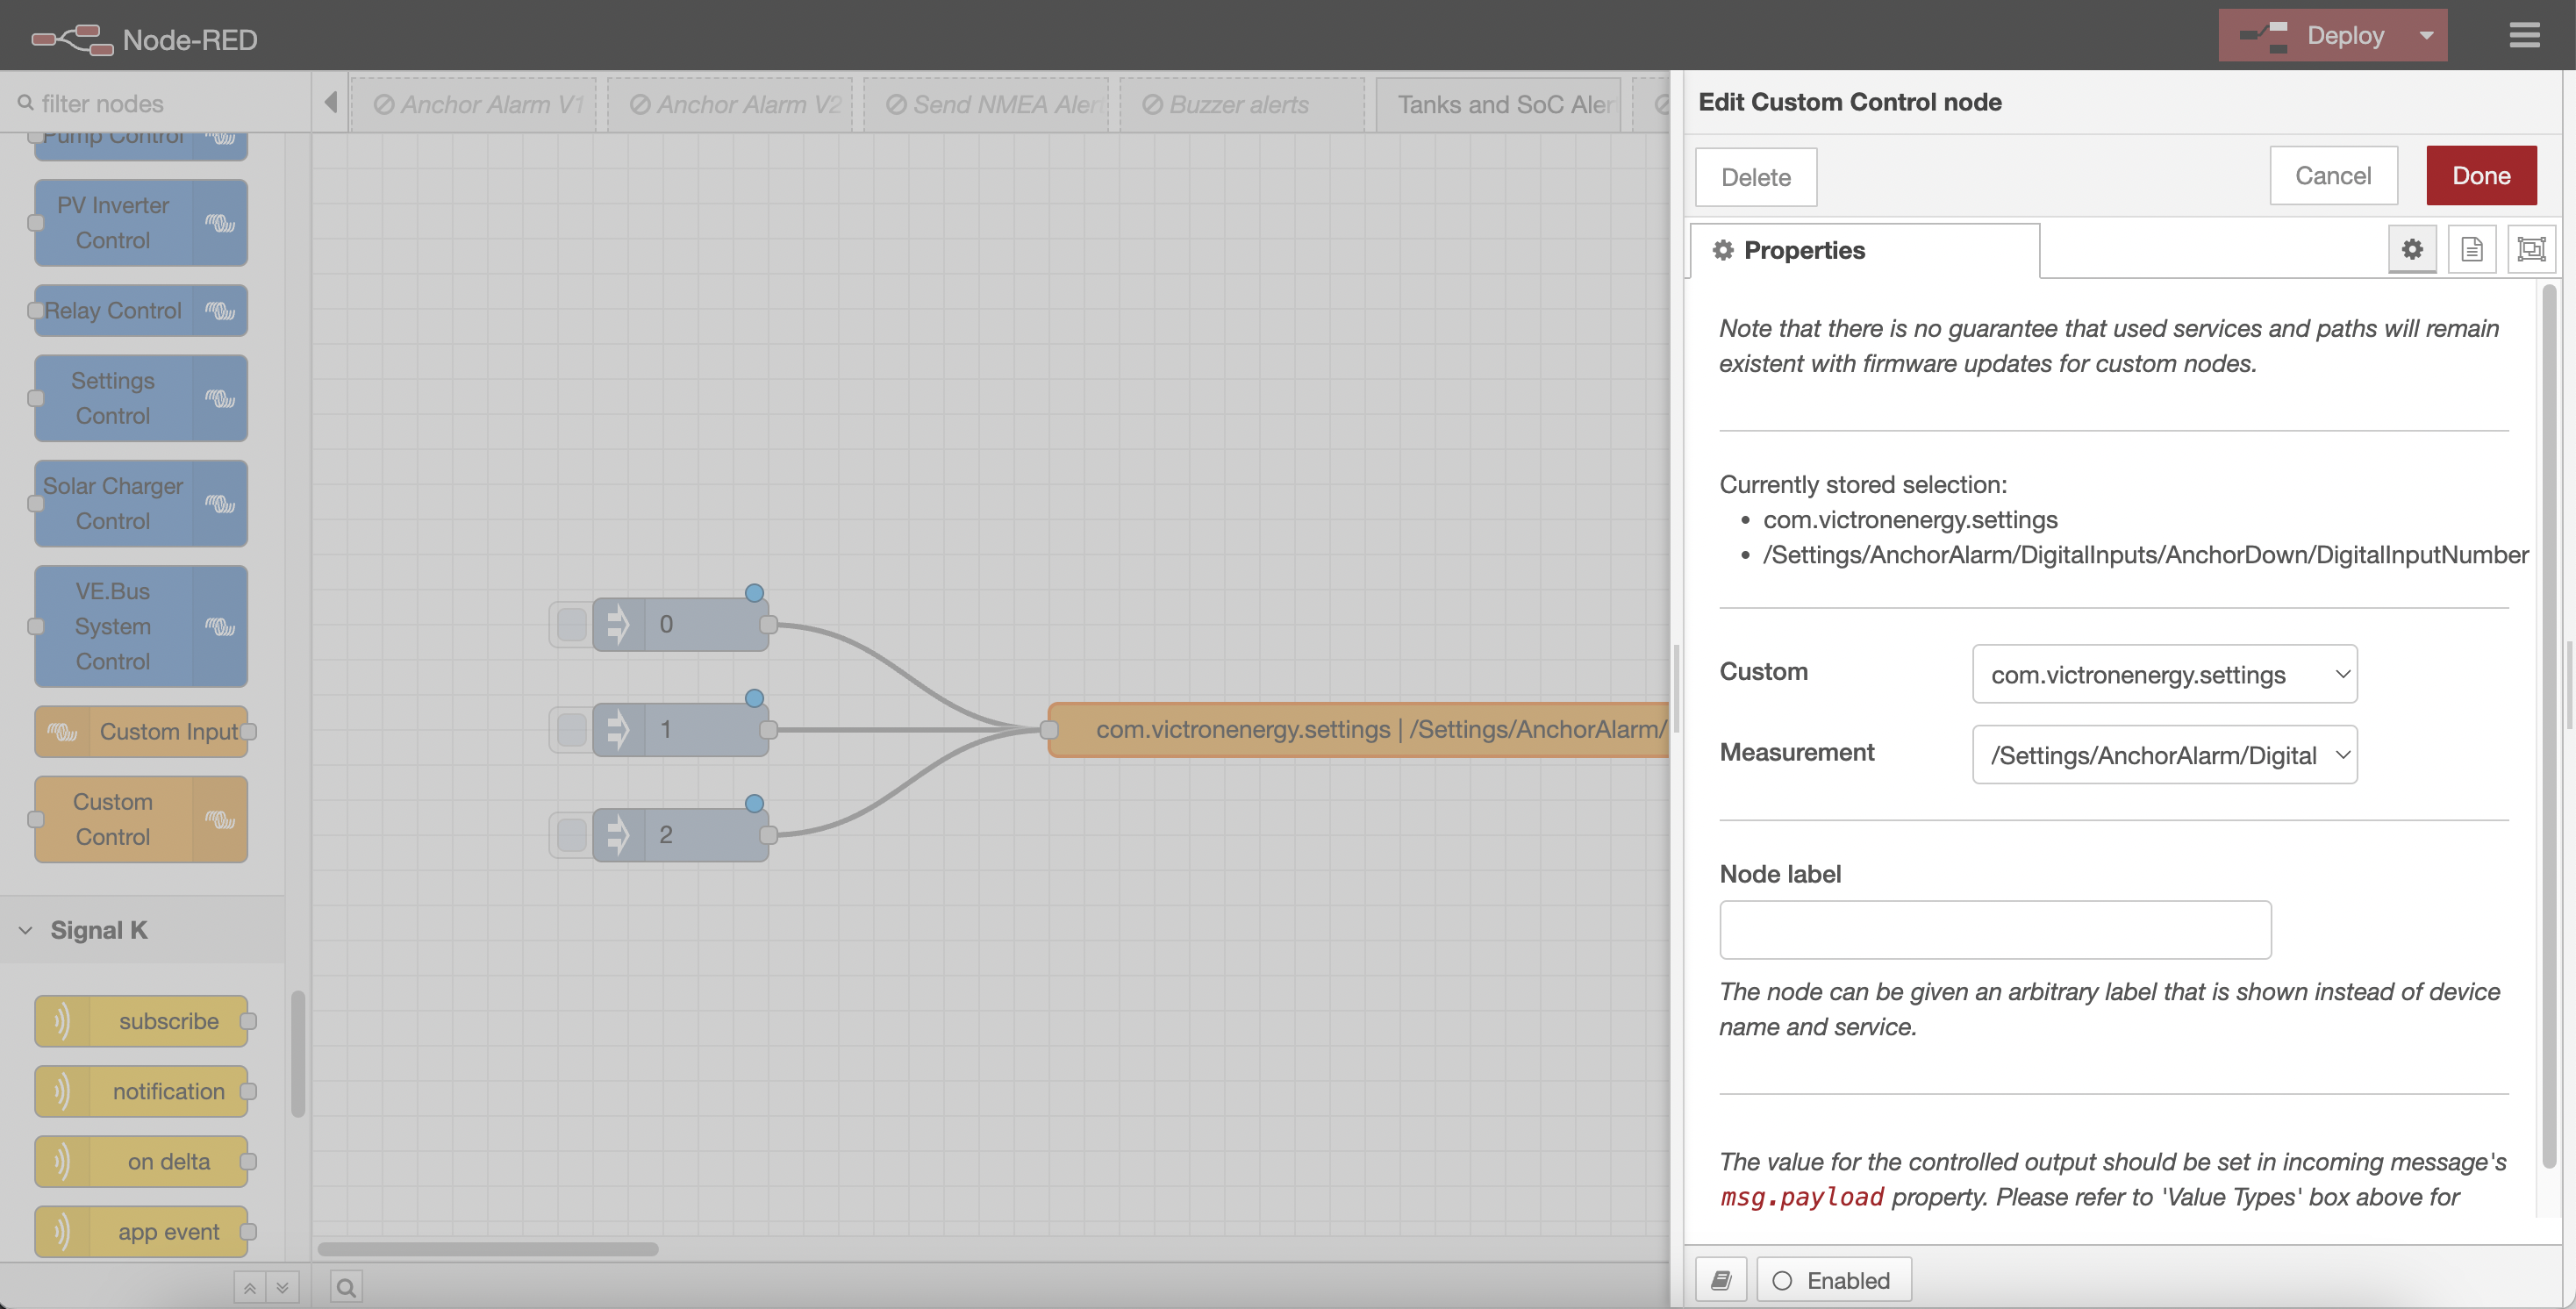 Node-RED
Deploy
filter nodes
Anchor Alarm V1
Anchor Alarm V2
Send NMEA Aler
Buzzer alerts
Tanks and SoC Aler
Pump Control
PV Inverter
Control
Relay Control
Settings
Control
Solar Charger
Control
VE.Bus
System
Control
Custom Input
Custom
Control
Signal K
subscribe
notification
on delta
app event
0
1
2
com.victronenergy.settings | /Settings/AnchorAlarm/
Edit Custom Control node
Delete
Cancel
Done
Properties
Note that there is no guarantee that used services and paths will remain
existent with firmware updates for custom nodes.
Currently stored selection:
• com.victronenergy.settings
• /Settings/AnchorAlarm/DigitalInputs/AnchorDown/DigitalInputNumber
Custom
com.victronenergy.settings
Measurement
/Settings/AnchorAlarm/Digital
Node label
The node can be given an arbitrary label that is shown instead of device
name and service.
The value for the controlled output should be set in incoming message's
msg.payload property. Please refer to 'Value Types' box above for
Enabled